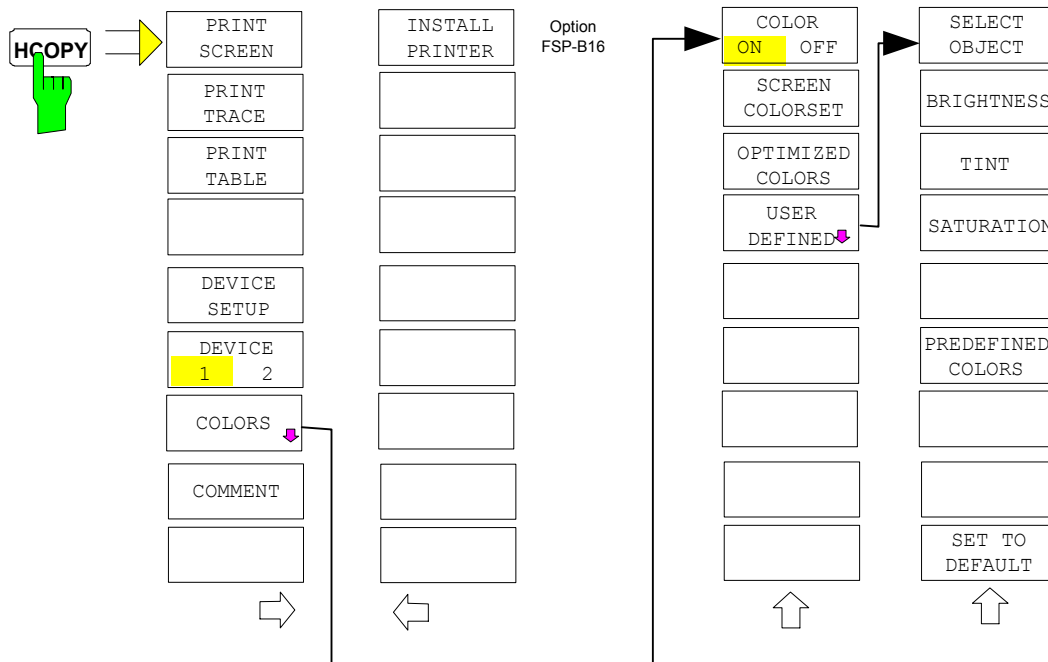 HCOPY
PRINT
SCREEN
PRINT
TRACE
PRINT
TABLE
DEVICE
SETUP
DEVICE
1 2
COLORS
COMMENT
INSTALL
PRINTER
Option
FSP-B16
COLOR
ON OFF
SCREEN
COLORSET
OPTIMIZED
COLORS
USER
DEFINED
SELECT
OBJECT
BRIGHTNESS
TINT
SATURATION
PREDEFINED
COLORS
SET TO
DEFAULT